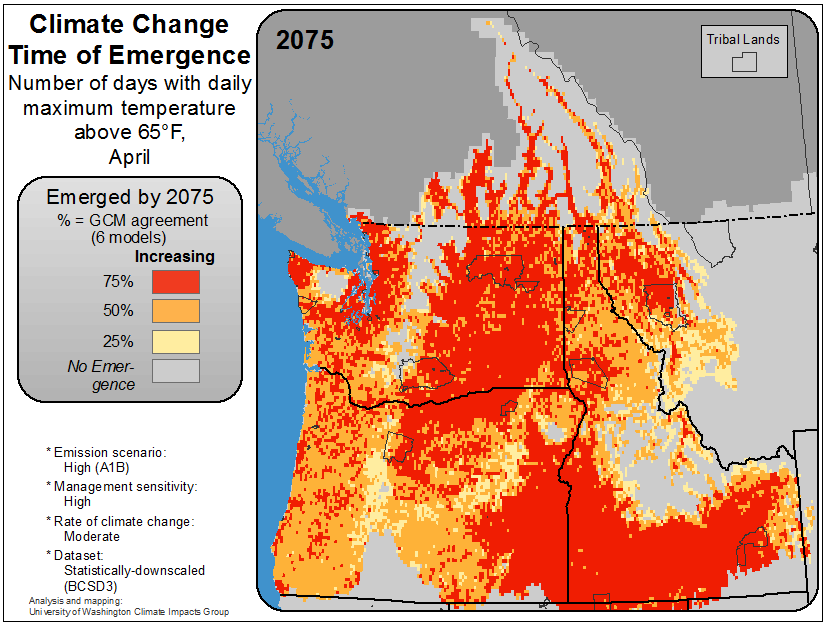 Climate Change
Time of Emergence
Number of days with daily
maximum temperature
above 65°F,
April
2075
Tribal Lands
Emerged by 2075
% = GCM agreement
(6 models)
Increasing
75%
50%
25%
No Emer-
gence
* Emission scenario:
High (A1B)
* Management sensitivity:
High
* Rate of climate change:
Moderate
* Dataset:
Statistically-downscaled
(BCSD3)
Analysis and mapping:
University of Washington Climate Impacts Group